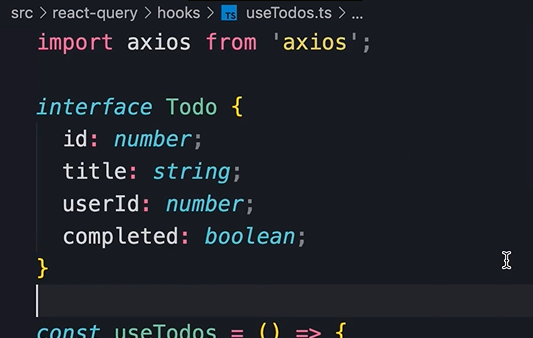 src > react-query > hooks > TS useTodos.ts > ...
import axios from 'axios';
interface Todo {
id: number;
title: string;
userId: number;
completed: boolean;
}
const useTodos = () => {